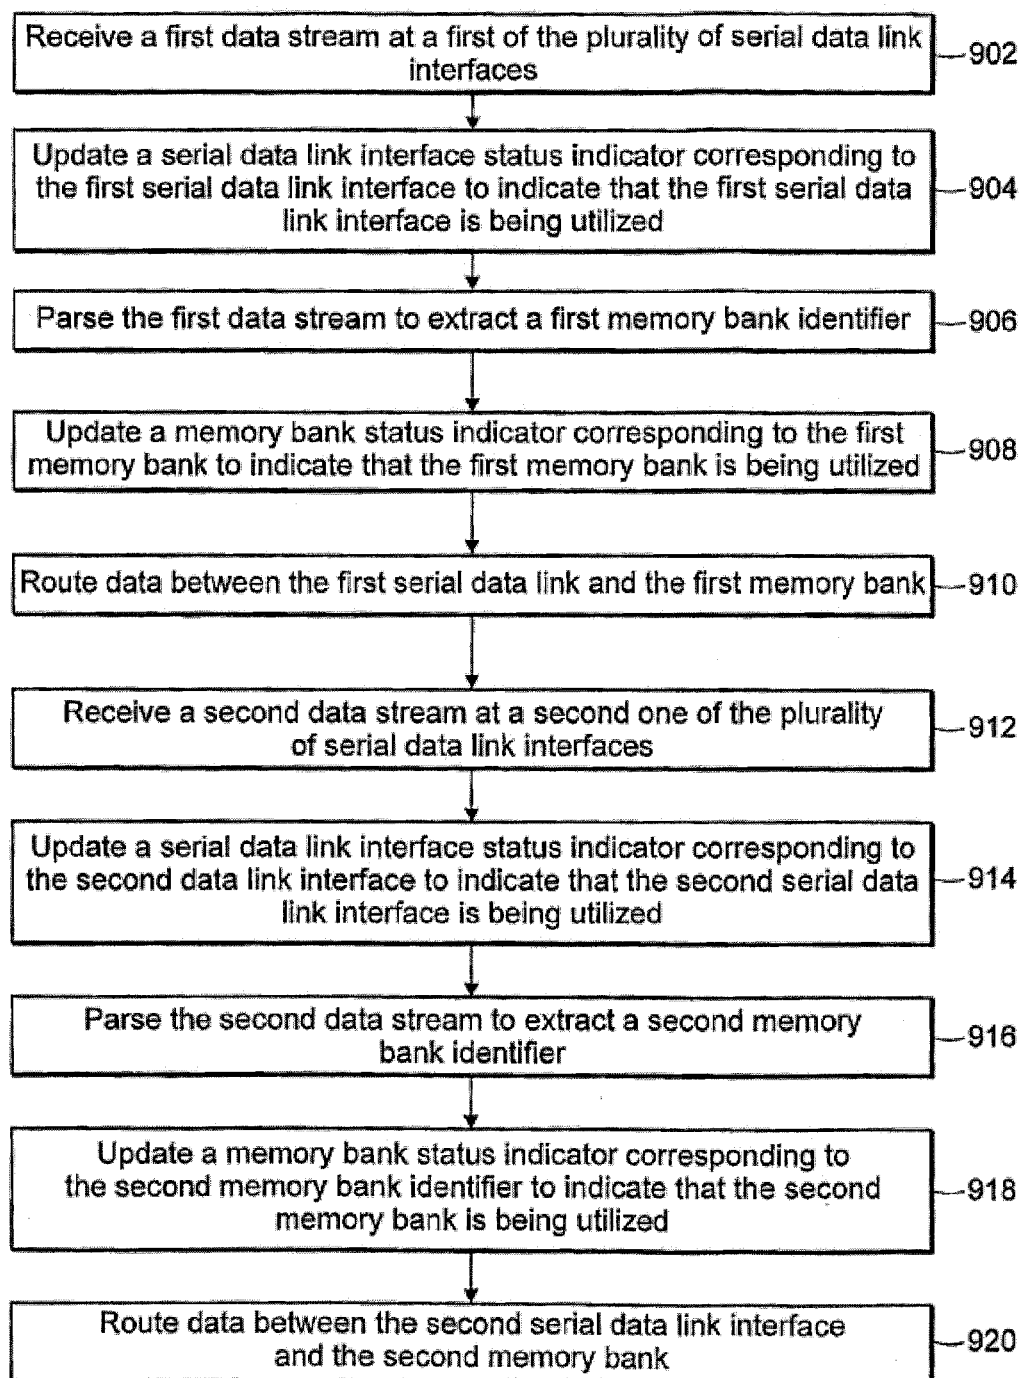 Receive a first data stream at a first of the plurality of serial data link
interfaces
902
Update a serial data link interface status indicator corresponding to
the first serial data link interface to indicate that the first serial data
link interface is being utilized
904
Parse the first data stream to extract a first memory bank identifier
906
Update a memory bank status indicator corresponding to the first
memory bank to indicate that the first memory bank is being utilized
908
Route data between the first serial data link and the first memory bank
910
Receive a second data stream at a second one of the plurality
of serial data link interfaces
912
Update a serial data link interface status indicator corresponding to
the second data link interface to indicate that the second serial data
link interface is being utilized
914
Parse the second data stream to extract a second memory
bank identifier
916
Update a memory bank status indicator corresponding to
the second memory bank identifier to indicate that the second
memory bank is being utilized
918
Route data between the second serial data link interface
and the second memory bank
920